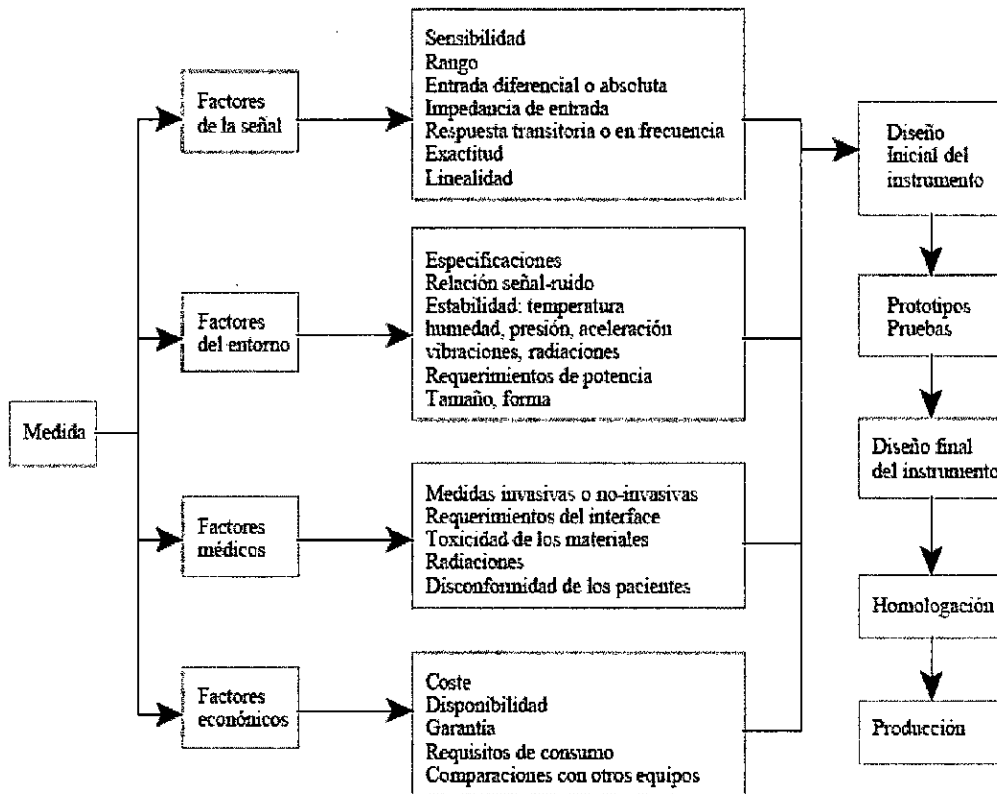 Medida
Factores
de la señal
Sensibilidad
Rango
Entrada diferencial o absoluta
Impedancia de entrada
Respuesta transitoria o en frecuencia
Exactitud
Linealidad
Factores
del entorno
Especificaciones
Relación señal-ruido
Estabilidad: temperatura
humedad, presión, aceleración
vibraciones, radiaciones
Requerimientos de potencia
Tamaño, forma
Factores
médicos
Medidas invasivas o no-invasivas
Requerimientos del interface
Toxicidad de los materiales
Radiaciones
Disconformidad de los pacientes
Factores
económicos
Coste
Disponibilidad
Garantía
Requisitos de consumo
Comparaciones con otros equipos
Diseño
Inicial del
instrumento
Prototipos
Pruebas
Diseño final
del instrumento
Homologación
Producción